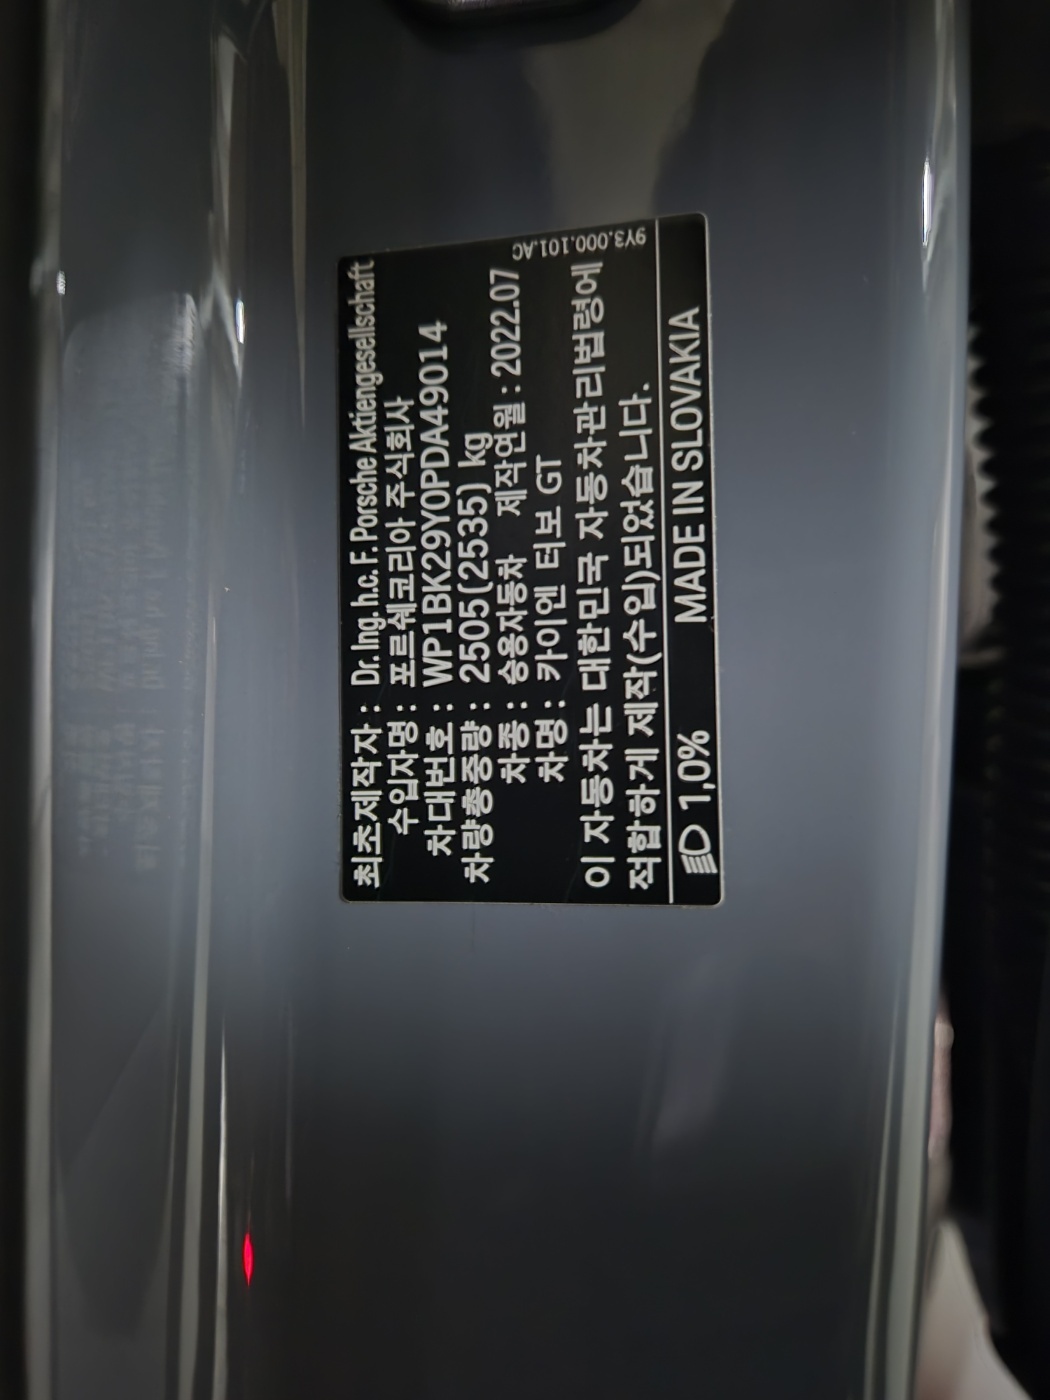 최초제작자 : Dr. Ing. h.c. F. Porsche Aktiengesellschaft
수입자명 : 포르쉐코리아 주식회사
차대번호 : WP1BK29Y0PDA49014
차량총중량 : 2505(2535) kg
차종 : 승용자동차 제작연월 : 2022.07
차명 : 카이엔 터보 GT
이 자동차는 대한민국 자동차관리법령에
적합하게 제작(수입)되었습니다.
9Y3.000.101.AC
1,0% MADE IN SLOVAKIA